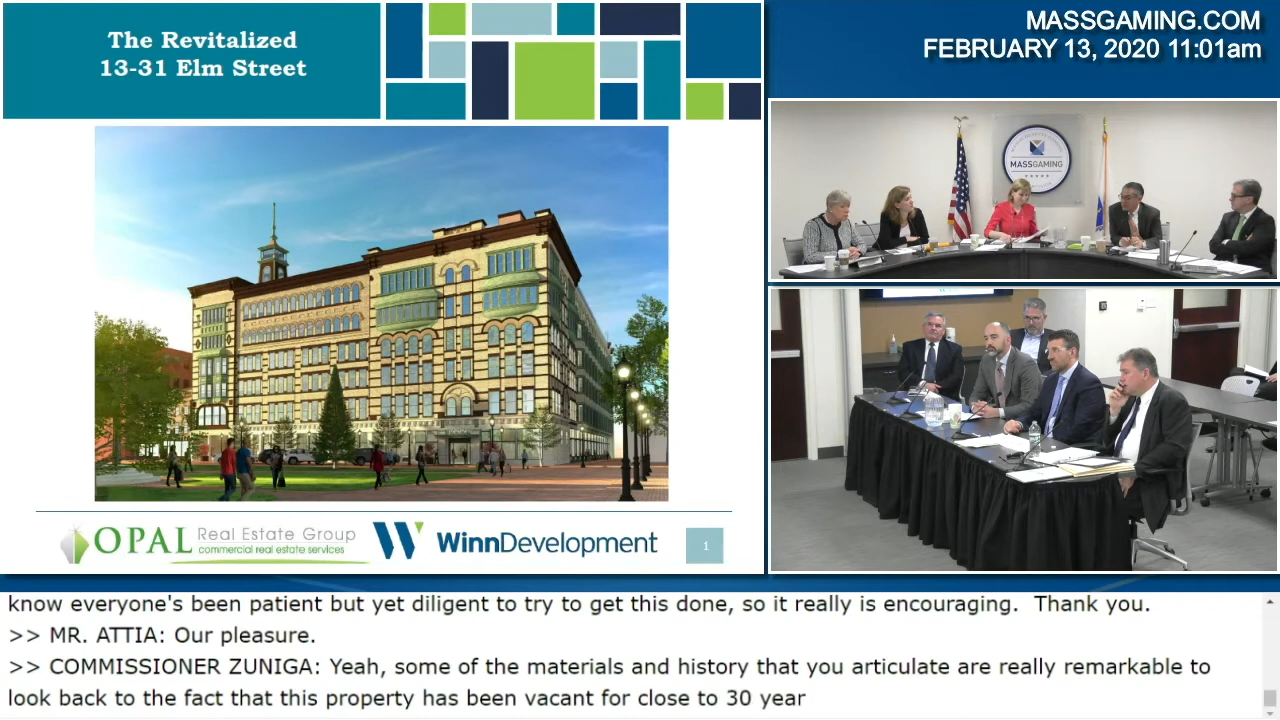 The Revitalized
13-31 Elm Street
OPAL Real Estate Group
commercial real estate services
WinnDevelopment
1
MASSGAMING.COM
FEBRUARY 13, 2020 11:01am
MASSGAMING
know everyone's been patient but yet diligent to try to get this done, so it really is encouraging.  Thank you.
>> MR. ATTIA: Our pleasure.
>> COMMISSIONER ZUNIGA: Yeah, some of the materials and history that you articulate are really remarkable to
look back to the fact that this property has been vacant for close to 30 year